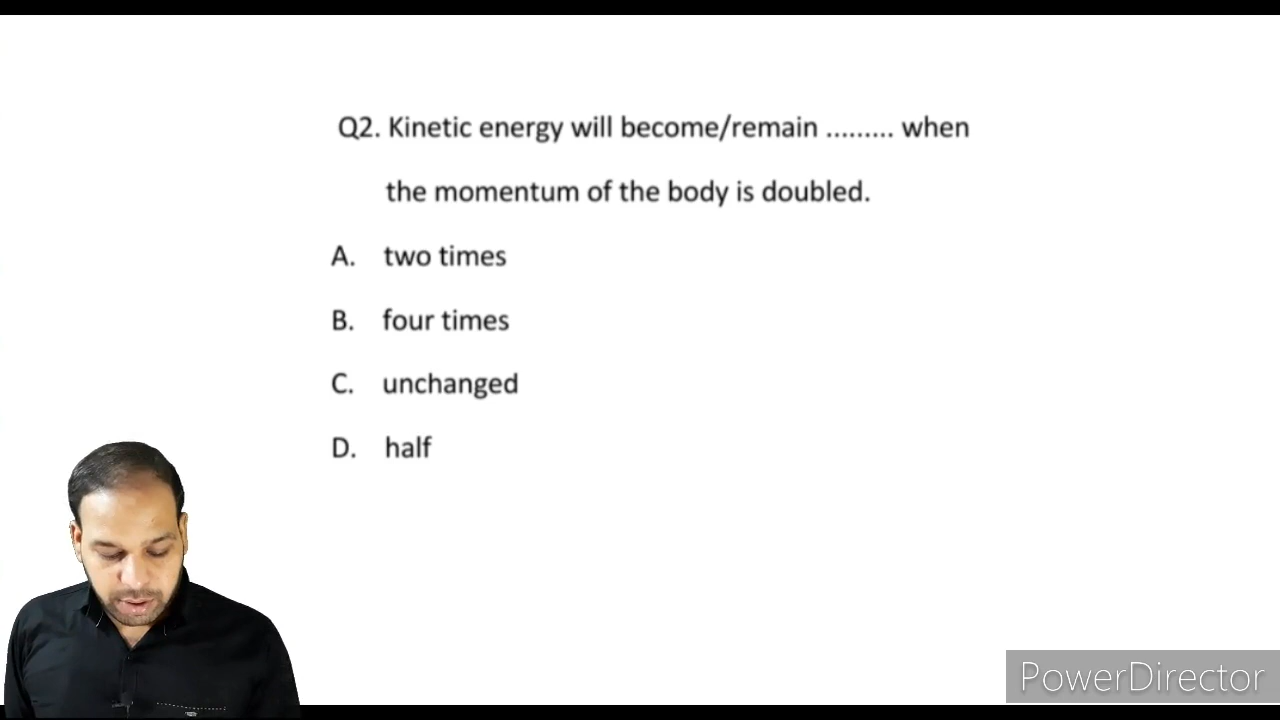 Q2. Kinetic energy will become/remain ......... when
the momentum of the body is doubled.
A. two times
B. four times
C. unchanged
D. half
PowerDirector